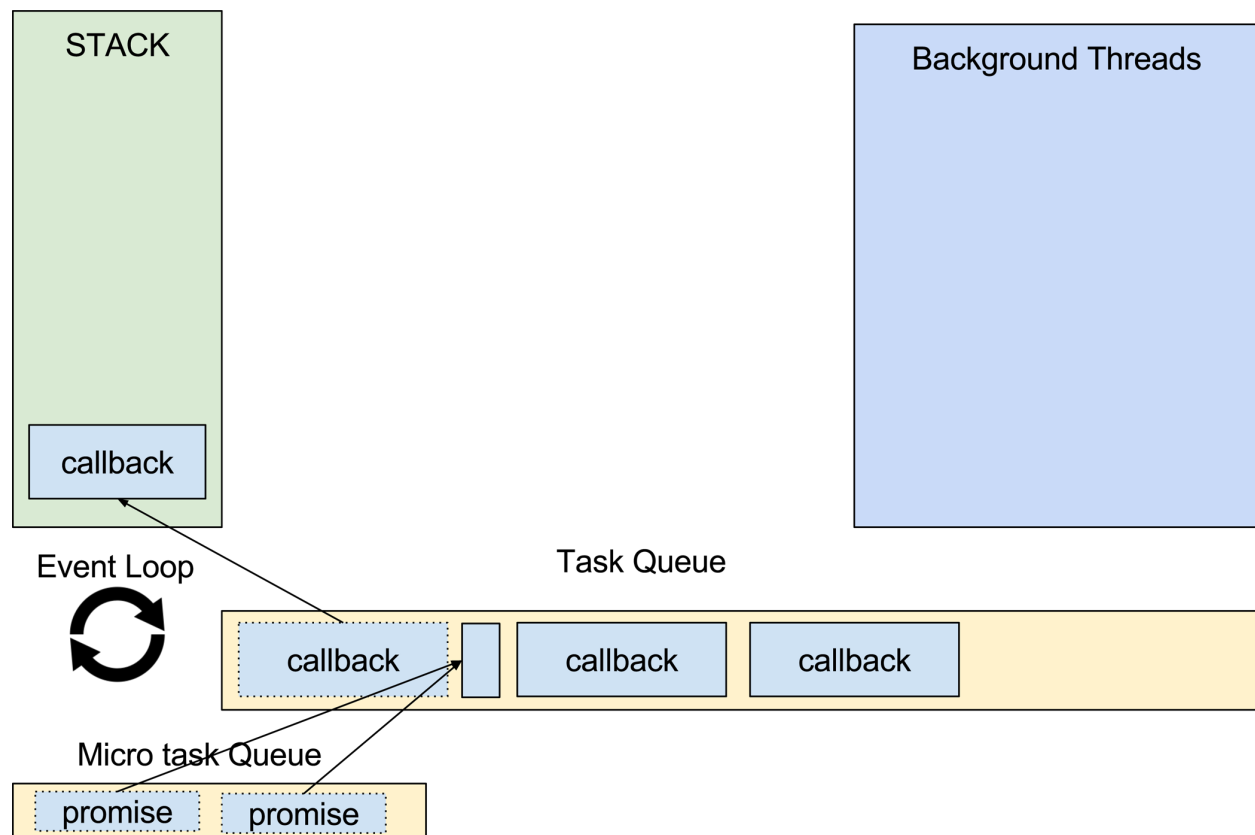 STACK
Background Threads
callback
Event Loop
Task Queue
callback
callback
callback
Micro task Queue
promise
promise